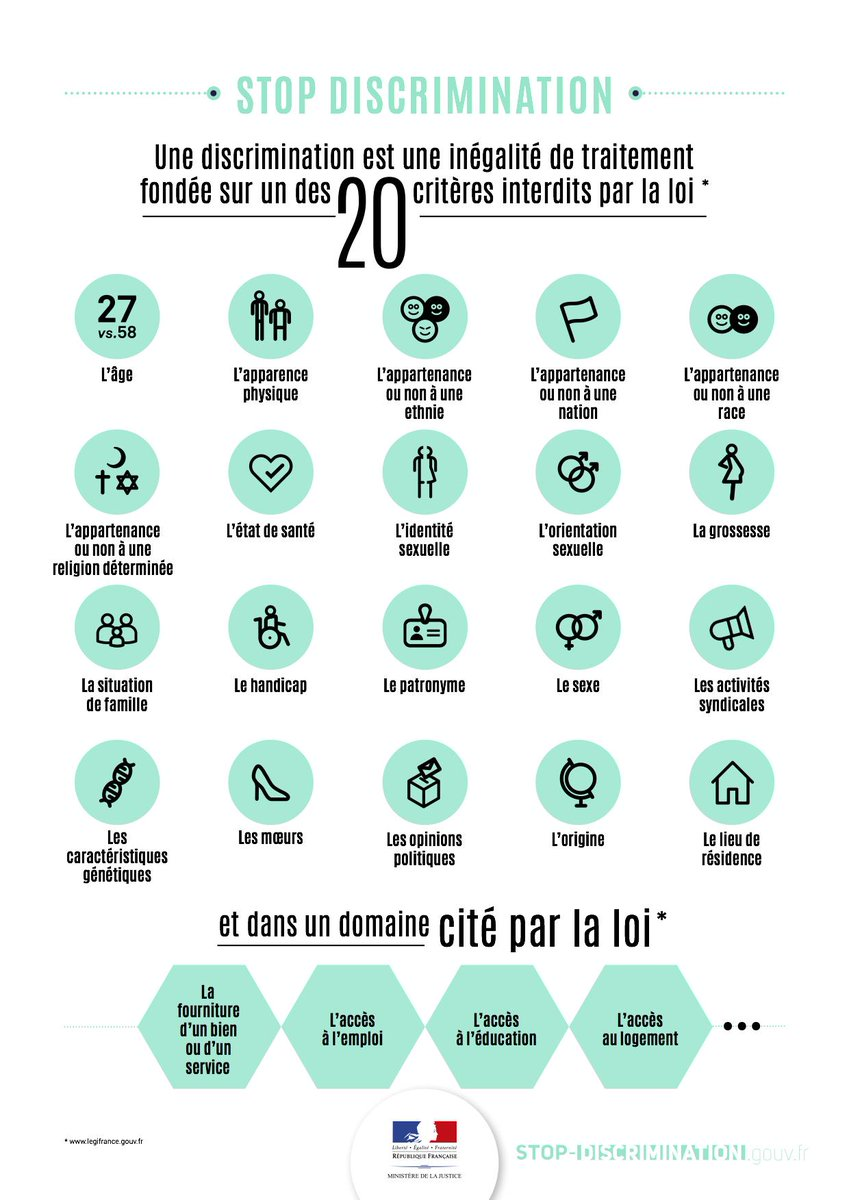 STOP DISCRIMINATION
Une discrimination est une inégalité de traitement
fondée sur un des 20 critères interdits par la loi *
27
vs.58
L'âge
L'apparence
physique
L'appartenance
ou non à une
ethnie
L'appartenance
ou non à une
nation
L'appartenance
ou non à une
race
L'appartenance
ou non à une
religion déterminée
L'état de santé
L'identité
sexuelle
L'orientation
sexuelle
La grossesse
La situation
de famille
Le handicap
Le patronyme
Le sexe
Les activités
syndicales
Les
caractéristiques
génétiques
Les mœurs
Les opinions
politiques
L'origine
Le lieu de
résidence
et dans un domaine cité par la loi *
La
fourniture
d'un bien
ou d'un
service
L'accès
à l'emploi
L'accès
à l'éducation
L'accès
au logement
* www.legifrance.gouv.fr
Liberté • Égalité • Fraternité
RÉPUBLIQUE FRANÇAISE
MINISTÈRE DE LA JUSTICE
STOP-DISCRIMINATION.gouv.fr